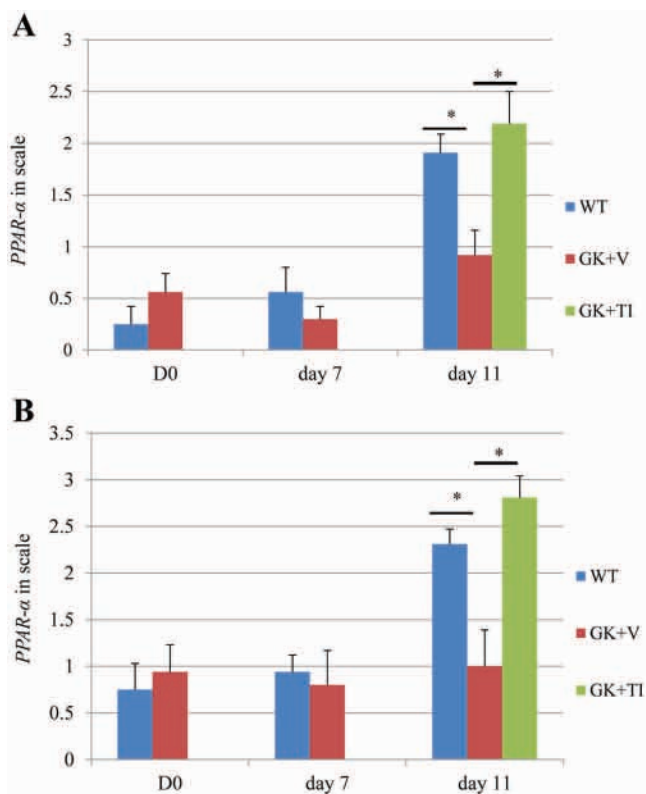 A
PPAR-α in scale
3
2.5
2
1.5
1
0.5
0
* *
D0 day 7 day 11
WT
GK+V
GK+TI
B
PPAR-α in scale
3.5
3
2.5
2
1.5
1
0.5
0
* *
D0 day 7 day 11
WT
GK+V
GK+TI